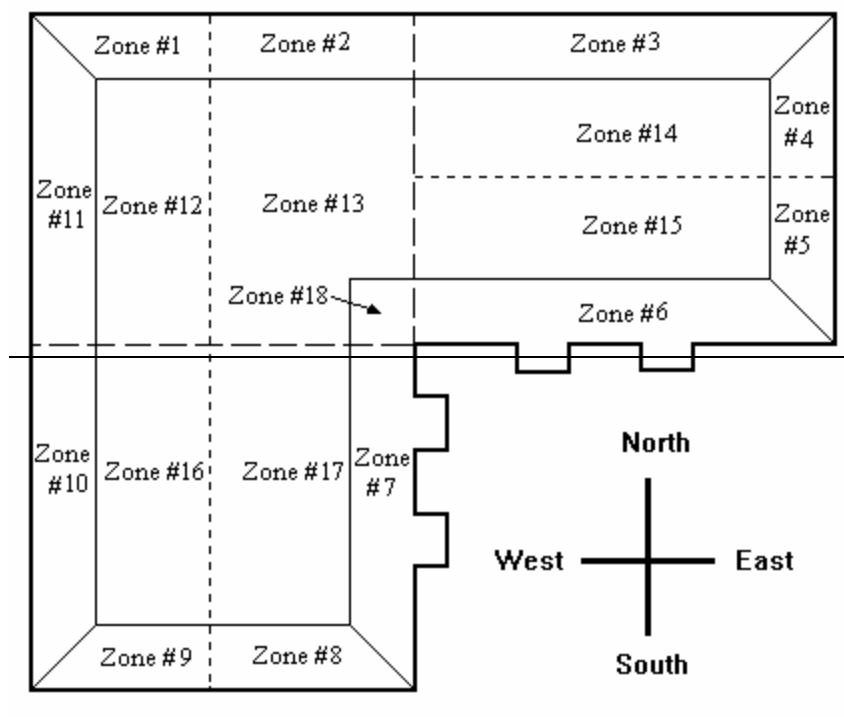 Zone #1
Zone #2
Zone #3
Zone
#4
Zone #14
Zone
#11
Zone #12
Zone #13
Zone #15
Zone
#5
Zone #18
Zone #6
Zone
#10
Zone #16
Zone #17
Zone
#7
North
West
East
South
Zone #9
Zone #8